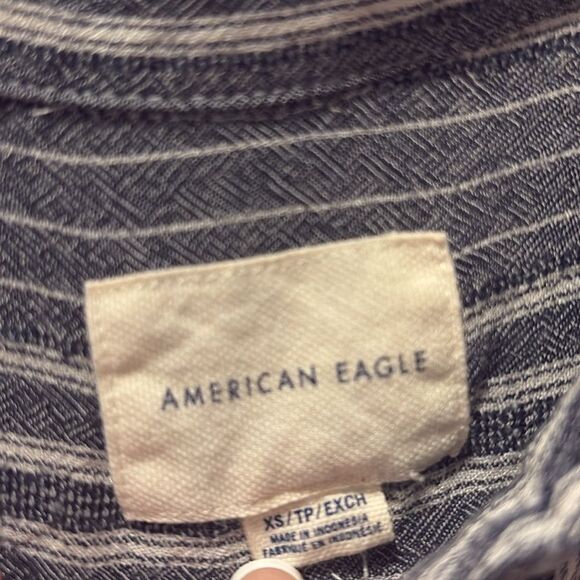 AMERICAN EAGLE
XS/TP/EXCH
MADE IN INDONESIA
FABRIQUÉ EN INDONÉSIE